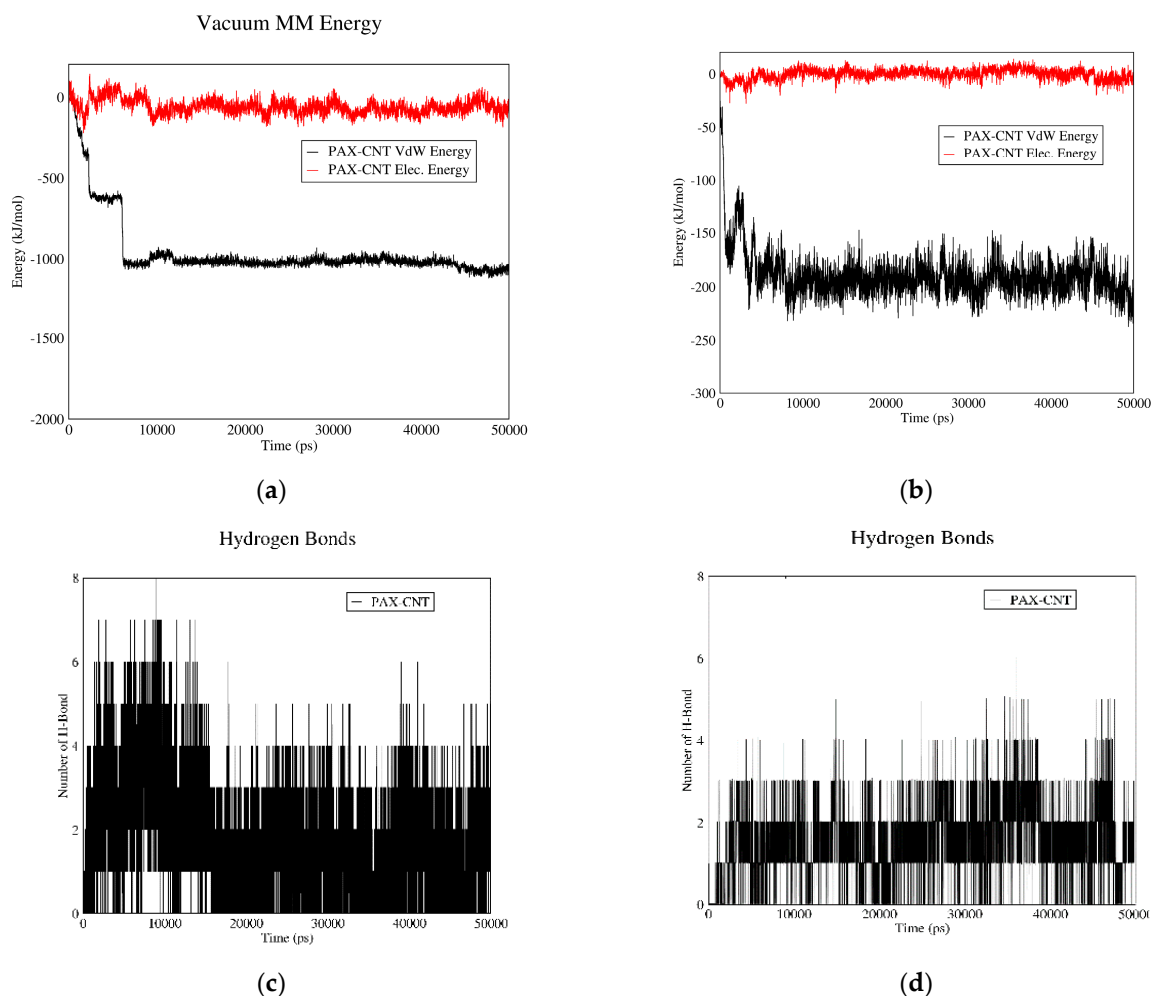 Vacuum MM Energy
0
-500
-1000
-1500
-2000
Energy (kJ/mol)
PAX-CNT VdW Energy
PAX-CNT Elec. Energy
0 10000 20000 30000 40000 50000
Time (ps)
(a)
0
-50
-100
-150
-200
-250
-300
Energy (kJ/mol)
PAX-CNT VdW Energy
PAX-CNT Elec. Energy
0 10000 20000 30000 40000 50000
Time (ps)
(b)
Hydrogen Bonds
8
6
4
2
0
Number of H-Bond
PAX-CNT
0 10000 20000 30000 40000 50000
Time (ps)
(c)
Hydrogen Bonds
8
6
4
2
0
Number of H-Bond
PAX-CNT
0 10000 20000 30000 40000 50000
Time (ps)
(d)